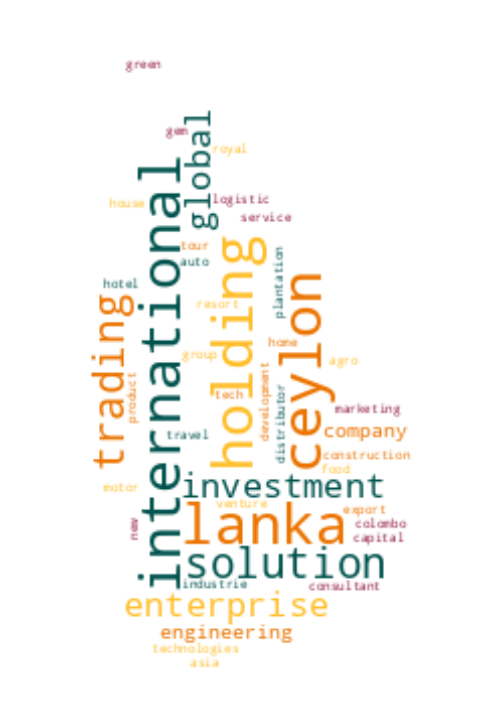 green
gem
global
royal
international
house
logistic
service
holding
tour
auto
plantation
hotel
ceylon
trading
resort
home
group
agro
development
product
tech
distributor
marketing
company
travel
construction
food
investment
motor
venture
lanka
export
new
colombo
capital
solution
industrie
consultant
enterprise
engineering
technologies
asia